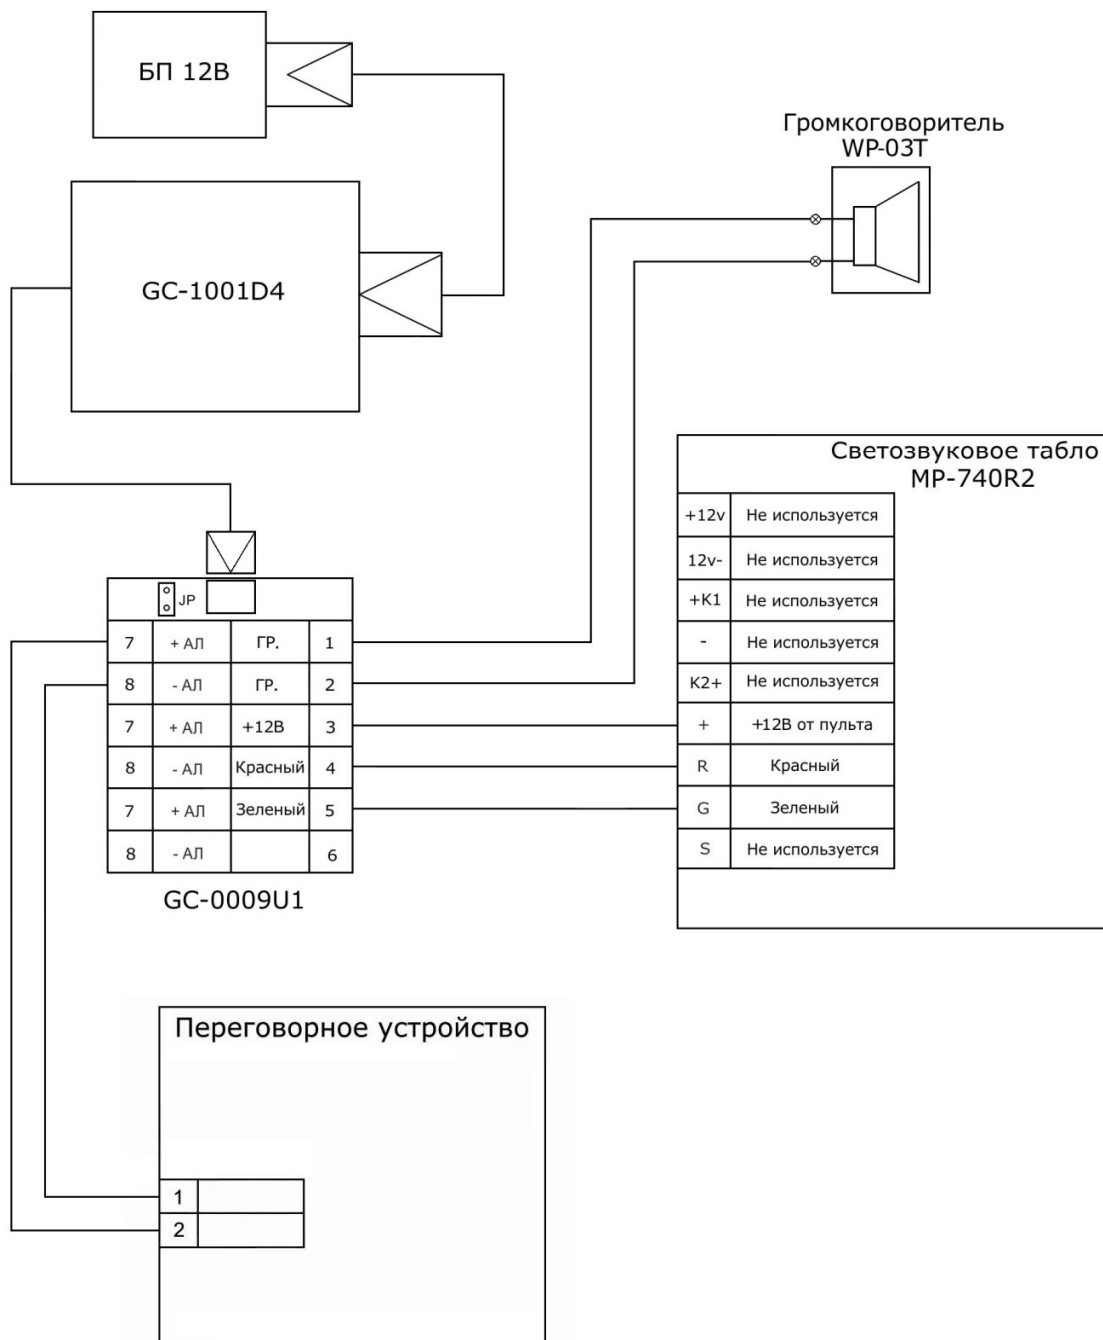 БП 12В
Громкоговоритель
WP-03T
GC-1001D4
Светозвуковое табло
MP-740R2
+12v Не используется
12v- Не используется
+K1 Не используется
- Не используется
K2+ Не используется
+ +12В от пульта
R Красный
G Зеленый
S Не используется
JP
7 + АЛ ГР. 1
8 - АЛ ГР. 2
7 + АЛ +12В 3
8 - АЛ Красный 4
7 + АЛ Зеленый 5
8 - АЛ 6
GC-0009U1
Переговорное устройство
1
2